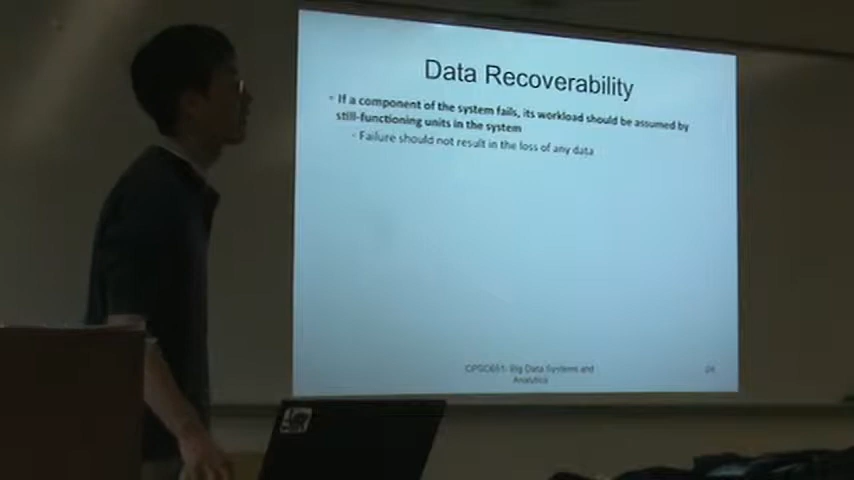 Data Recoverability
• If a component of the system fails, its workload should be assumed by
still-functioning units in the system
• Failure should not result in the loss of any data
CPSC651: Big Data Systems and
Analytics